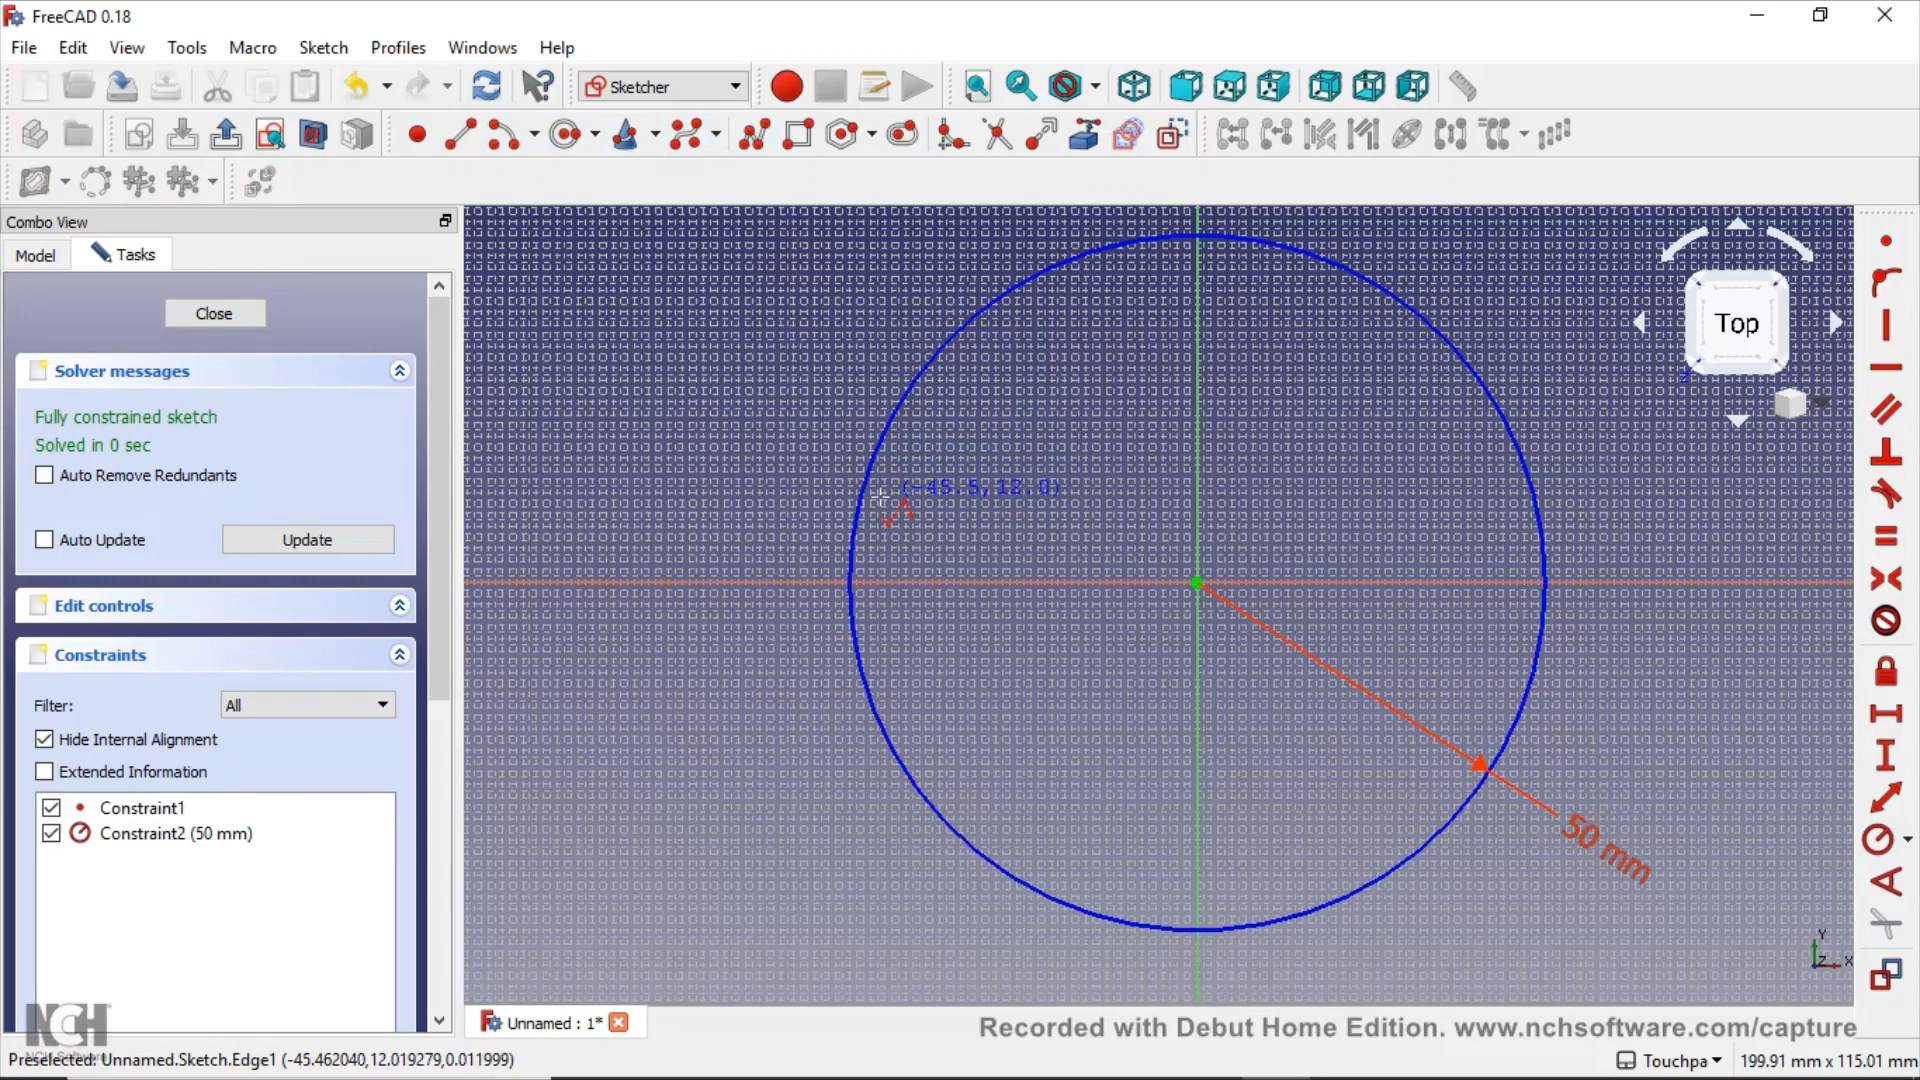 FreeCAD 0.18
File Edit View Tools Macro Sketch Profiles Windows Help
Sketcher
Combo View
Model Tasks
Close
Solver messages
Fully constrained sketch
Solved in 0 sec
Auto Remove Redundants
Auto Update Update
Edit controls
Constraints
Filter: All
Hide Internal Alignment
Extended Information
Constraint1
Constraint2 (50 mm)
(-45.5,12.0)
50 mm
Top
Z
Y
Z X
NCH
NCH Software
Unnamed : 1*
Recorded with Debut Home Edition. www.nchsoftware.com/capture
Preselected: Unnamed.Sketch.Edge1 (-45.462040,12.019279,0.011999)
Touchpa 199.91 mm x 115.01 mm